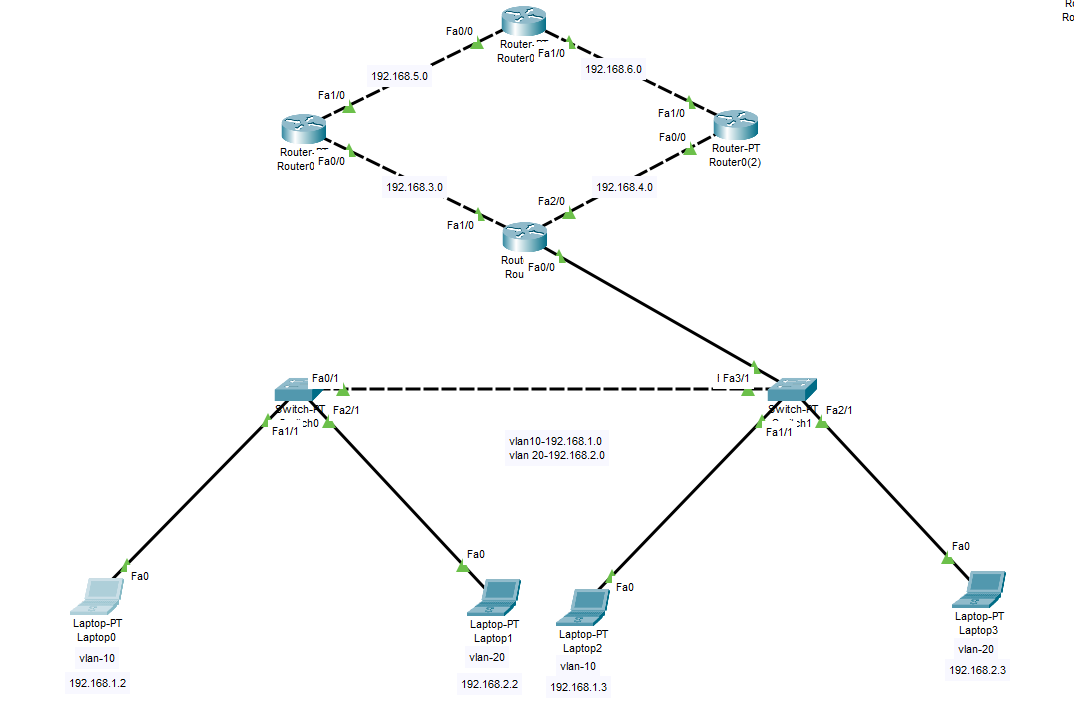 Ro
Fa0/0
Router-PT
Router0
Fa1/0
192.168.5.0
192.168.6.0
Fa1/0
Fa1/0
Router-PT
Router0
Fa0/0
Fa0/0
Router-PT
Router0(2)
192.168.3.0
192.168.4.0
Fa2/0
Fa1/0
Rout
Rou
Fa0/0
Fa0/1
Switch-PT
Switch0
Fa2/1
Fa1/1
Fa3/1
Switch-PT
Switch1
Fa2/1
Fa1/1
vlan10-192.168.1.0
vlan 20-192.168.2.0
Fa0
Laptop-PT
Laptop0
vlan-10
192.168.1.2
Fa0
Laptop-PT
Laptop1
vlan-20
192.168.2.2
Fa0
Laptop-PT
Laptop2
vlan-10
192.168.1.3
Fa0
Laptop-PT
Laptop3
vlan-20
192.168.2.3